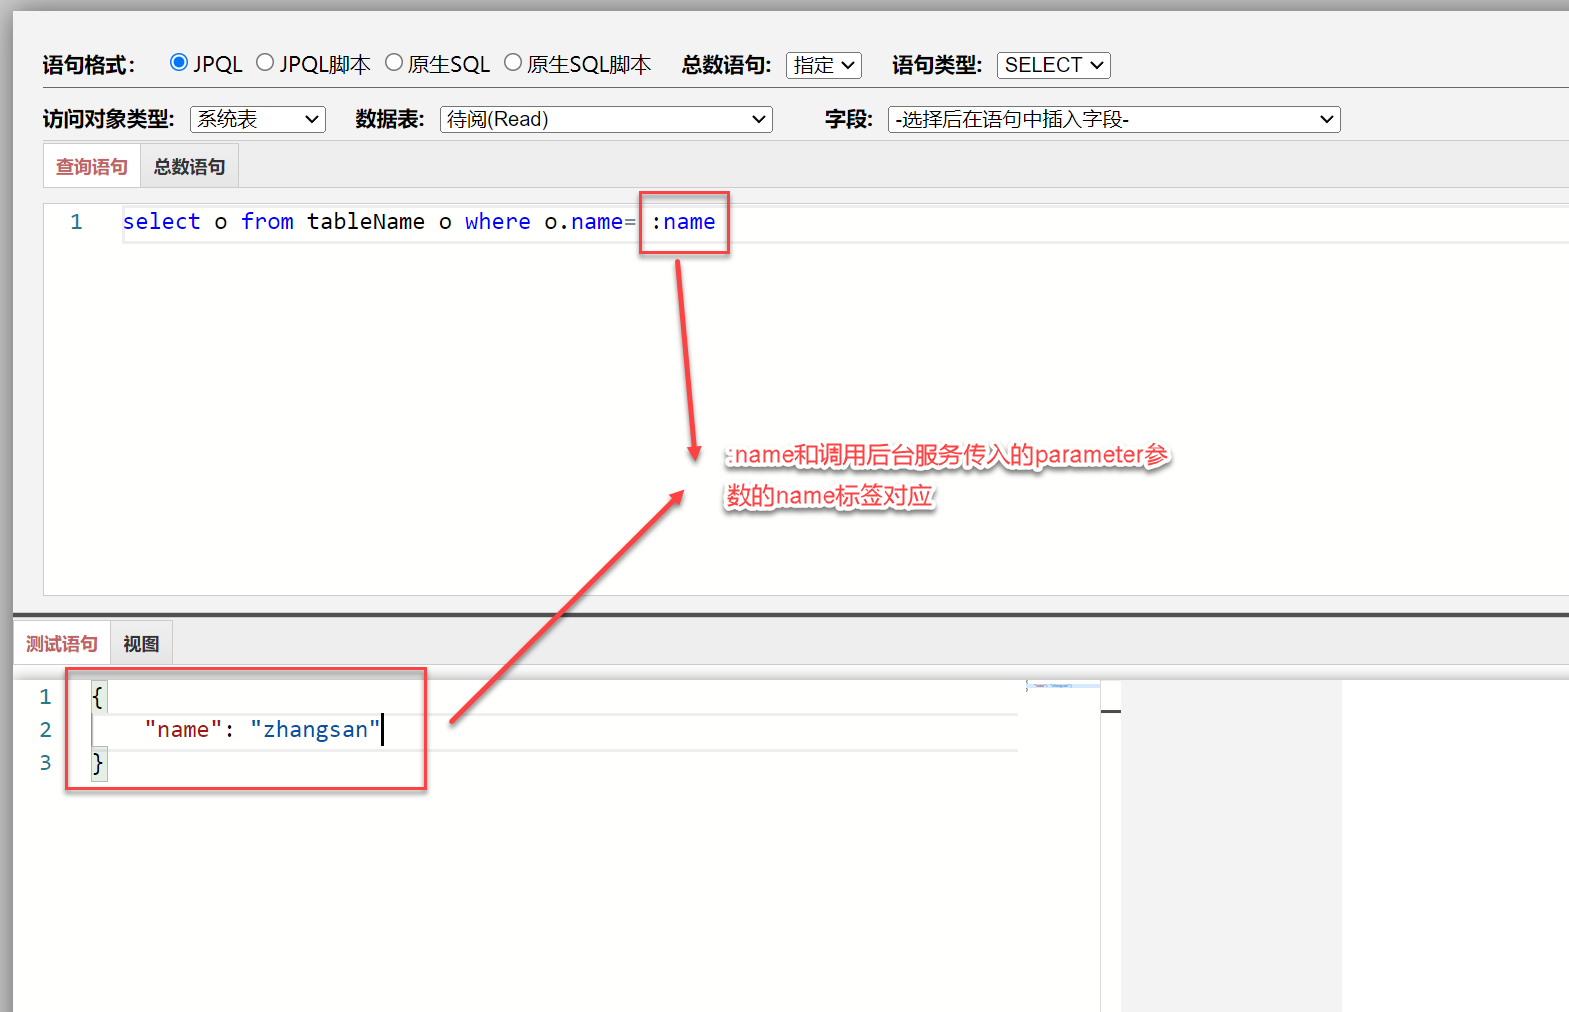 语句格式： JPQL JPQL脚本 原生SQL 原生SQL脚本 总数语句: 指定 语句类型: SELECT
访问对象类型: 系统表 数据表: 待阅(Read) 字段: -选择后在语句中插入字段-
查询语句 总数语句
1 select o from tableName o where o.name= :name
:name和调用后台服务传入的parameter参
数的name标签对应
测试语句 视图
1 {
2 "name": "zhangsan"
3 }